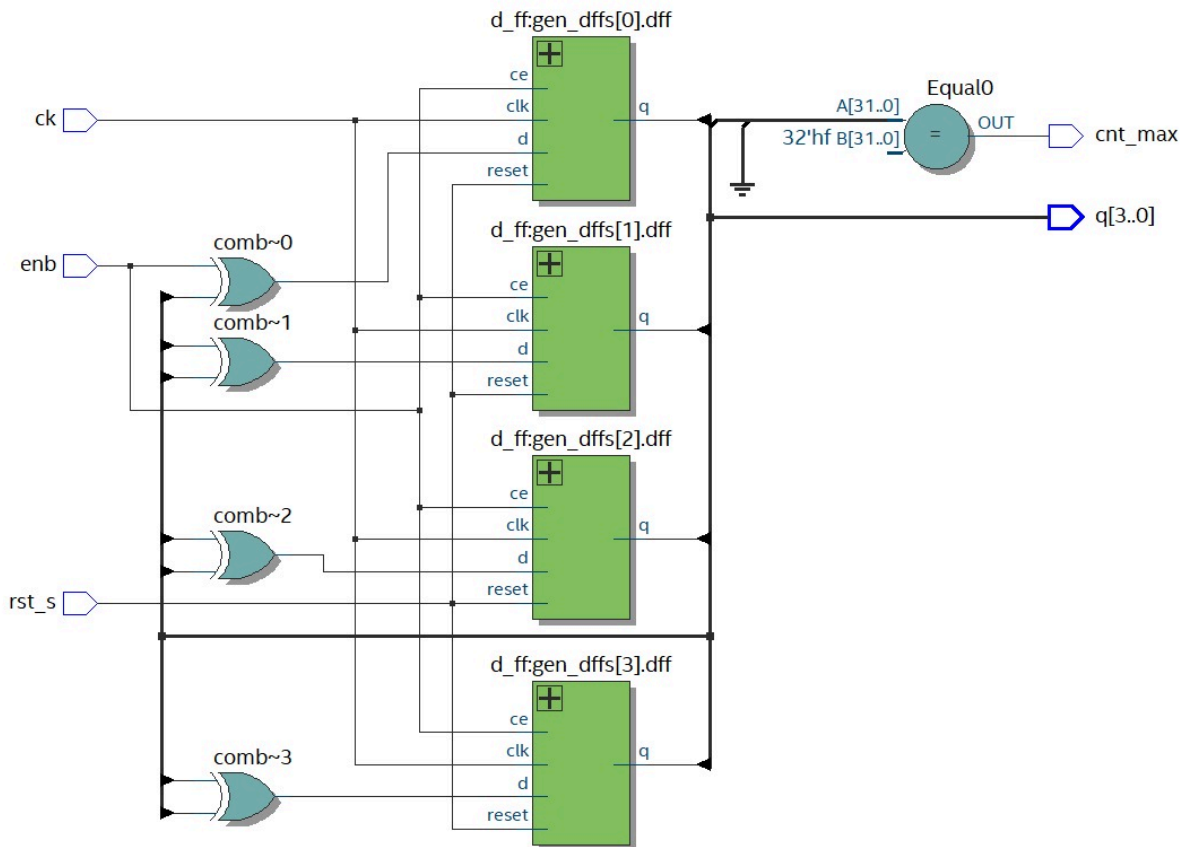 d_ff:gen_dffs[0].dff
ce
clk
d
reset
q
ck
Equal0
A[31..0]
32'hf B[31..0]
=
OUT
cnt_max
q[3..0]
enb
comb~0
comb~1
d_ff:gen_dffs[1].dff
ce
clk
d
reset
q
d_ff:gen_dffs[2].dff
ce
clk
d
reset
q
comb~2
rst_s
d_ff:gen_dffs[3].dff
ce
clk
d
reset
q
comb~3